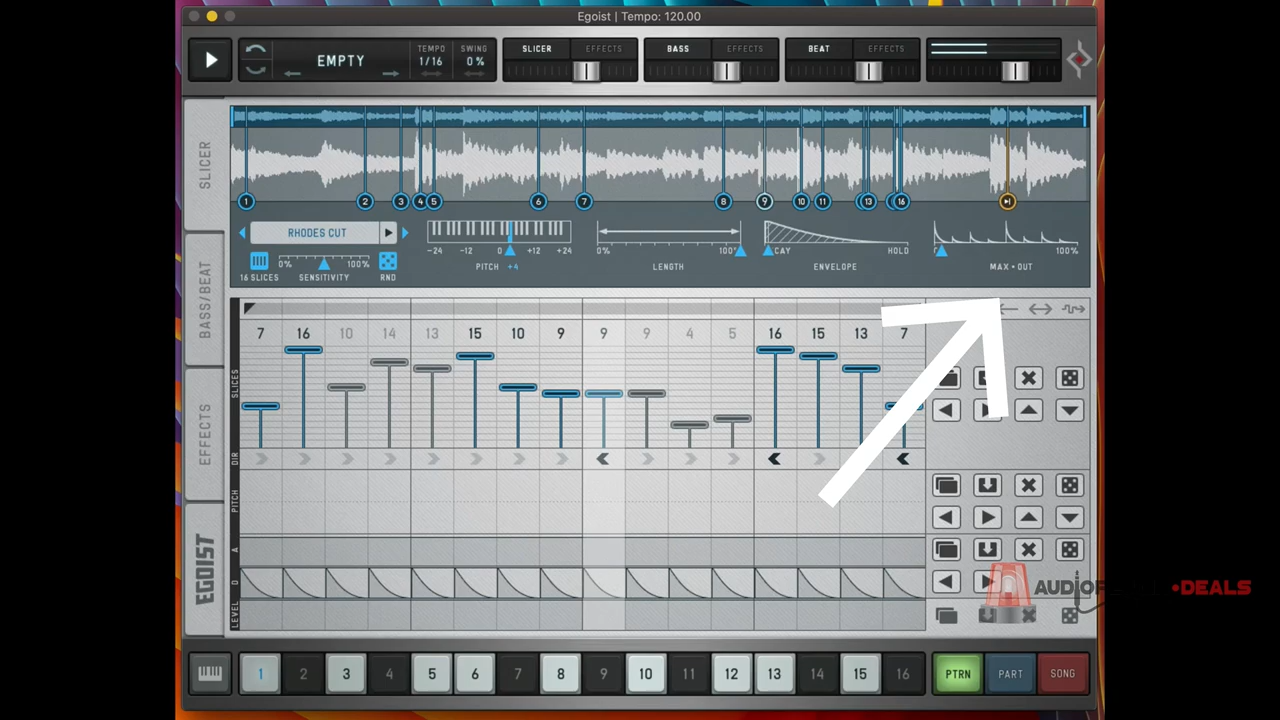 Egoist | Tempo: 120.00
EMPTY
TEMPO
1/16
SWING
0 %
SLICER EFFECTS
BASS EFFECTS
BEAT EFFECTS
SLICER
BASS/BEAT
EFFECTS
EGOIST
1 2 3 4 5 6 7 8 9 10 11 13 16
RHODES CUT
16 SLICES
0% 100%
SENSITIVITY
RND
-24 -12 0 +12 +24
PITCH +4
0% 100%
LENGTH
HOLD
ENVELOPE
100%
MAX • OUT
7 16 10 14 13 15 10 9 9 9 4 5 16 15 13 7
SLICES
DIR
PITCH
A
D
LEVEL
•DEALS
1 2 3 4 5 6 7 8 9 10 11 12 13 14 15 16
PTRN PART SONG